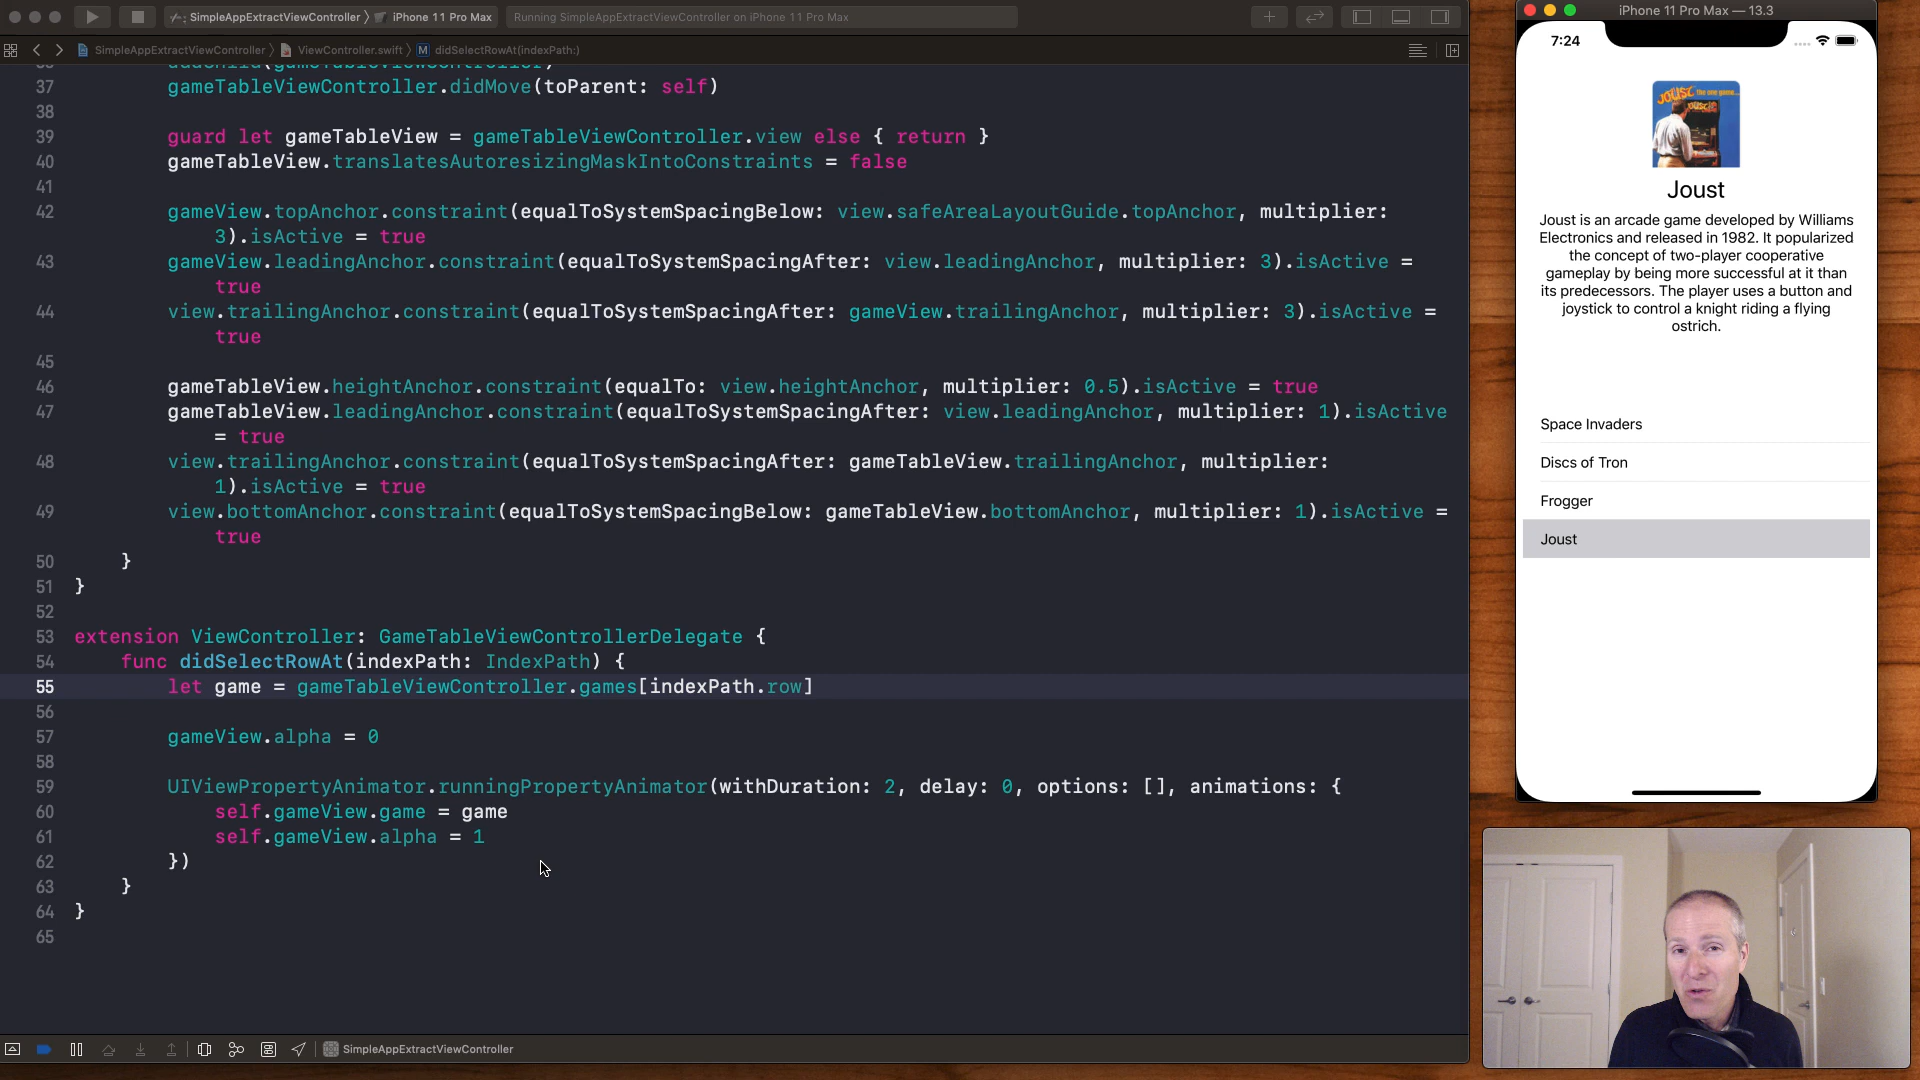 SimpleAppExtractViewController 〉 iPhone 11 Pro Max
Running SimpleAppExtractViewController on iPhone 11 Pro Max
SimpleAppExtractViewController 〉 ViewController.swift 〉 M didSelectRowAt(indexPath:)
36 addChild(gameTableViewController)
37 gameTableViewController.didMove(toParent: self)
38
39 guard let gameTableView = gameTableViewController.view else { return }
40 gameTableView.translatesAutoresizingMaskIntoConstraints = false
41
42 gameView.topAnchor.constraint(equalToSystemSpacingBelow: view.safeAreaLayoutGuide.topAnchor, multiplier:
3).isActive = true
43 gameView.leadingAnchor.constraint(equalToSystemSpacingAfter: view.leadingAnchor, multiplier: 3).isActive =
true
44 view.trailingAnchor.constraint(equalToSystemSpacingAfter: gameView.trailingAnchor, multiplier: 3).isActive =
true
45
46 gameTableView.heightAnchor.constraint(equalTo: view.heightAnchor, multiplier: 0.5).isActive = true
47 gameTableView.leadingAnchor.constraint(equalToSystemSpacingAfter: view.leadingAnchor, multiplier: 1).isActive
= true
48 view.trailingAnchor.constraint(equalToSystemSpacingAfter: gameTableView.trailingAnchor, multiplier:
1).isActive = true
49 view.bottomAnchor.constraint(equalToSystemSpacingBelow: gameTableView.bottomAnchor, multiplier: 1).isActive =
true
50 }
51 }
52
53 extension ViewController: GameTableViewControllerDelegate {
54 func didSelectRowAt(indexPath: IndexPath) {
55 let game = gameTableViewController.games[indexPath.row]
56
57 gameView.alpha = 0
58
59 UIViewPropertyAnimator.runningPropertyAnimator(withDuration: 2, delay: 0, options: [], animations: {
60 self.gameView.game = game
61 self.gameView.alpha = 1
62 })
63 }
64 }
65
SimpleAppExtractViewController
iPhone 11 Pro Max — 13.3
7:24
JOUST the one game...
JOUST
Joust
Joust is an arcade game developed by Williams
Electronics and released in 1982. It popularized
the concept of two-player cooperative
gameplay by being more successful at it than
its predecessors. The player uses a button and
joystick to control a knight riding a flying
ostrich.
Space Invaders
Discs of Tron
Frogger
Joust